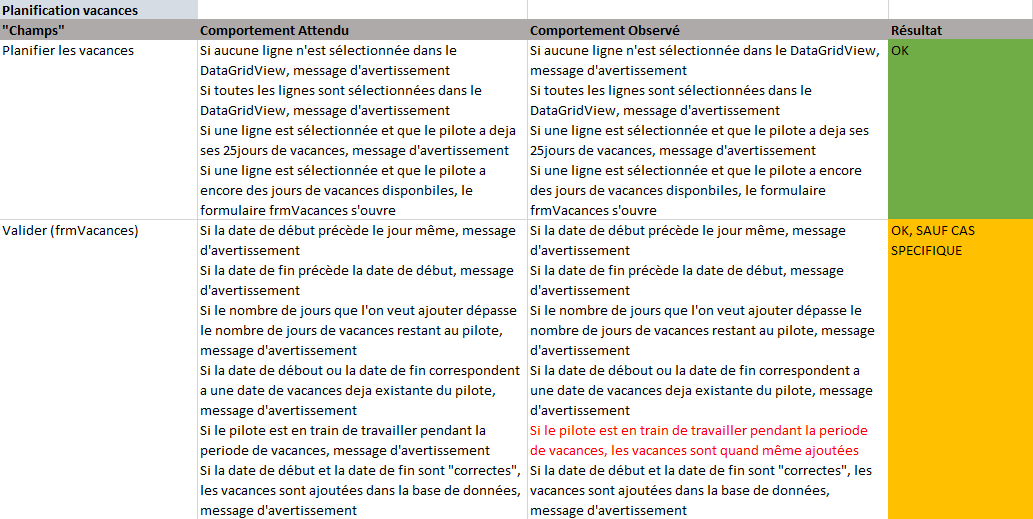 Planification vacances
"Champs" Comportement Attendu Comportement Observé Résultat
Planifier les vacances
Si aucune ligne n'est sélectionnée dans le
DataGridView, message d'avertissement
Si toutes les lignes sont sélectionnées dans le
DataGridView, message d'avertissement
Si une ligne est sélectionnée et que le pilote a deja
ses 25jours de vacances, message d'avertissement
Si une ligne est sélectionnée et que le pilote a
encore des jours de vacances disponbiles, le
formulaire frmVacances s'ouvre
Si aucune ligne n'est sélectionnée dans le DataGridView,
message d'avertissement
Si toutes les lignes sont sélectionnées dans le
DataGridView, message d'avertissement
Si une ligne est sélectionnée et que le pilote a deja ses
25jours de vacances, message d'avertissement
Si une ligne est sélectionnée et que le pilote a encore
des jours de vacances disponbiles, le formulaire
frmVacances s'ouvre
OK
Valider (frmVacances)
Si la date de début précède le jour même, message
d'avertissement
Si la date de fin précède la date de début, message
d'avertissement
Si le nombre de jours que l'on veut ajouter dépasse
le nombre de jours de vacances restant au pilote,
message d'avertissement
Si la date de débout ou la date de fin correspondent
a une date de vacances deja existante du pilote,
message d'avertissement
Si le pilote est en train de travailler pendant la
periode de vacances, message d'avertissement
Si la date de début et la date de fin sont "correctes",
les vacances sont ajoutées dans la base de données,
message d'avertissement
Si la date de début précède le jour même, message
d'avertissement
Si la date de fin précède la date de début, message
d'avertissement
Si le nombre de jours que l'on veut ajouter dépasse le
nombre de jours de vacances restant au pilote, message
d'avertissement
Si la date de débout ou la date de fin correspondent a
une date de vacances deja existante du pilote, message
d'avertissement
Si le pilote est en train de travailler pendant la periode
de vacances, les vacances sont quand même ajoutées
Si la date de début et la date de fin sont "correctes", les
vacances sont ajoutées dans la base de données,
message d'avertissement
OK, SAUF CAS
SPECIFIQUE